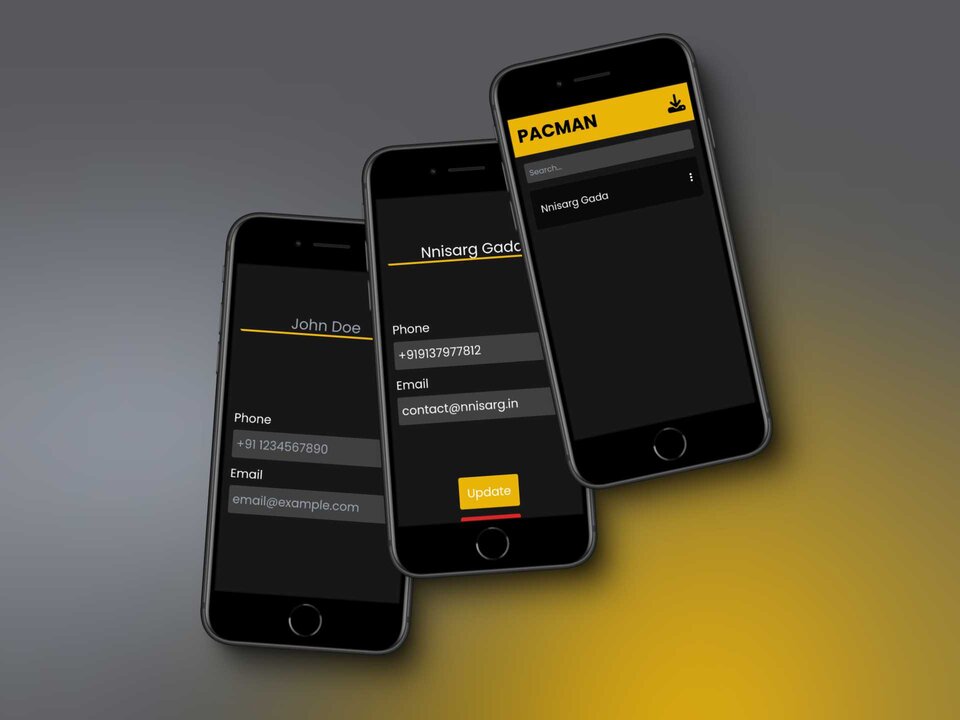 John Doe
Phone
+91 1234567890
Email
email@example.com
Nnisarg Gada
Phone
+919137977812
Email
contact@nnisarg.in
Update
PACMAN
Search...
Nnisarg Gada